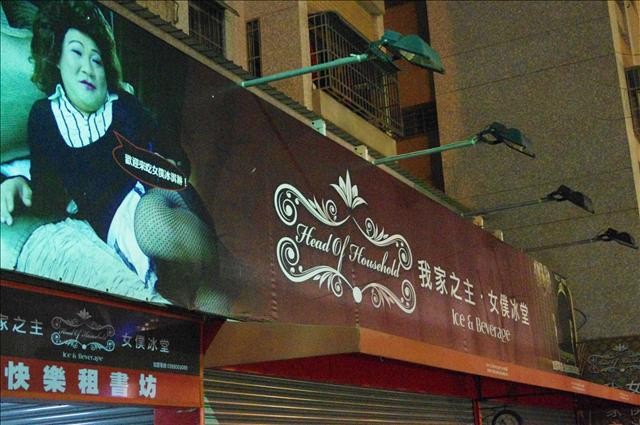 歡迎來吃女僕冰淇淋!
Head Of Household
我家之主·女僕冰堂
Ice & Beverage
家之主
女僕冰堂
Ice & Beverage
快樂租書坊